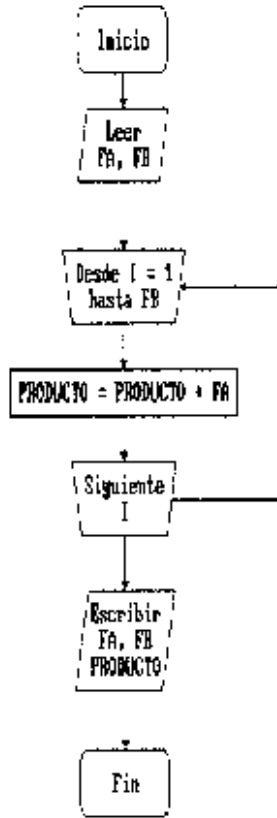 Inicio
Leer
FA, FB
Desde I = 1
hasta FB
PRODUCTO = PRODUCTO + FA
Siguiente
I
Escribir
FA, FB
PRODUCTO
Fin